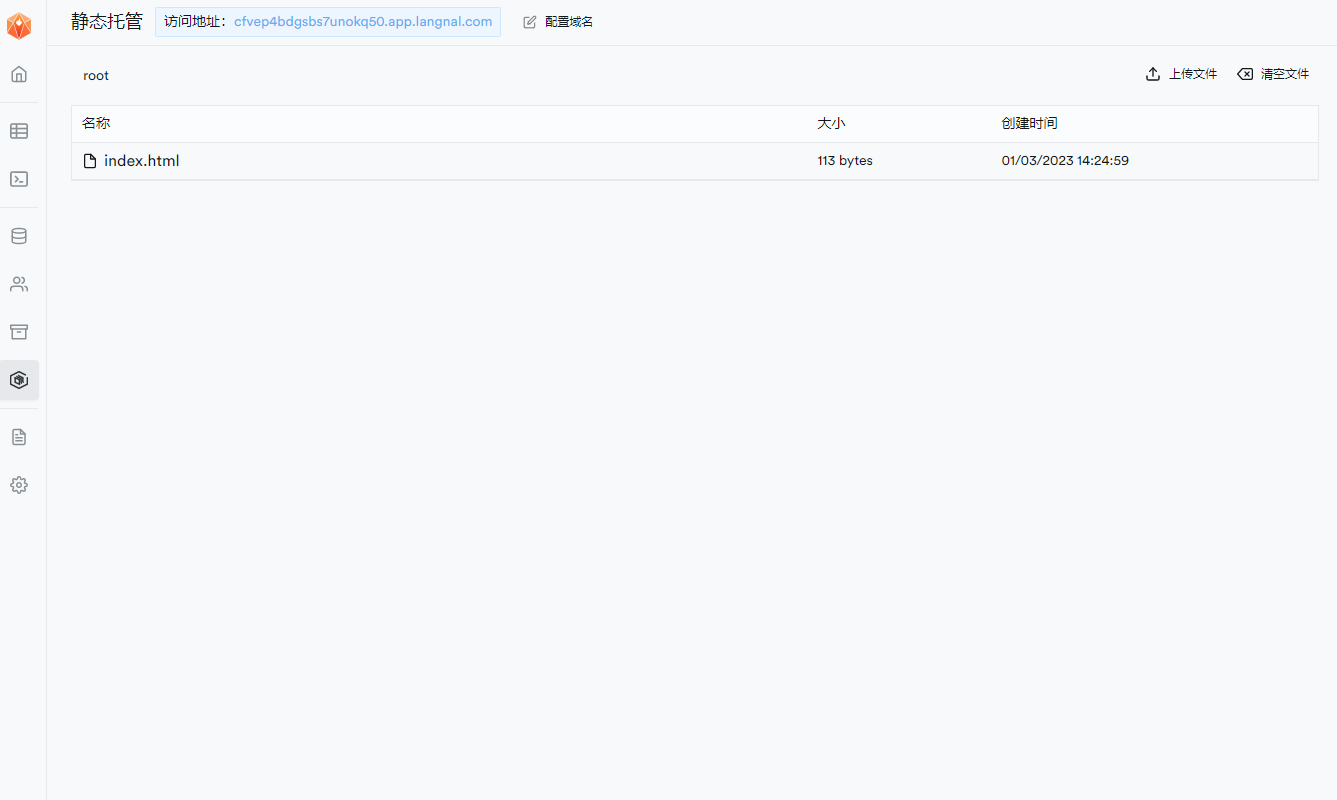 静态托管 访问地址：cfvep4bdgsbs7unokq50.app.langnal.com 配置域名
root 上传文件 清空文件
名称 大小 创建时间
index.html 113 bytes 01/03/2023 14:24:59